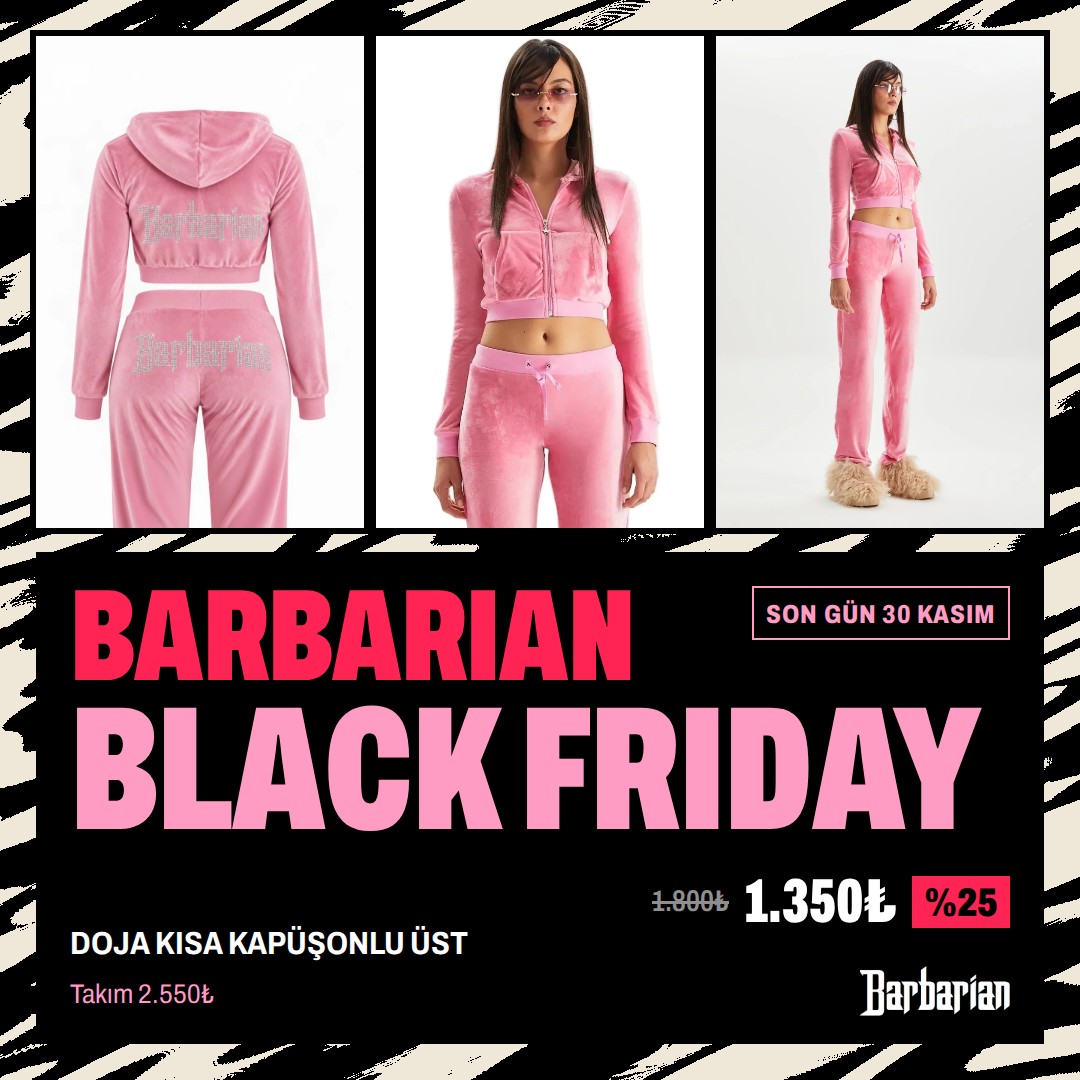 Barbarian
Barbarian
BARBARIAN
SON GÜN 30 KASIM
BLACK FRIDAY
1.800₺ 1.350₺ %25
DOJA KISA KAPÜŞONLU ÜST
Takım 2.550₺
Barbarian